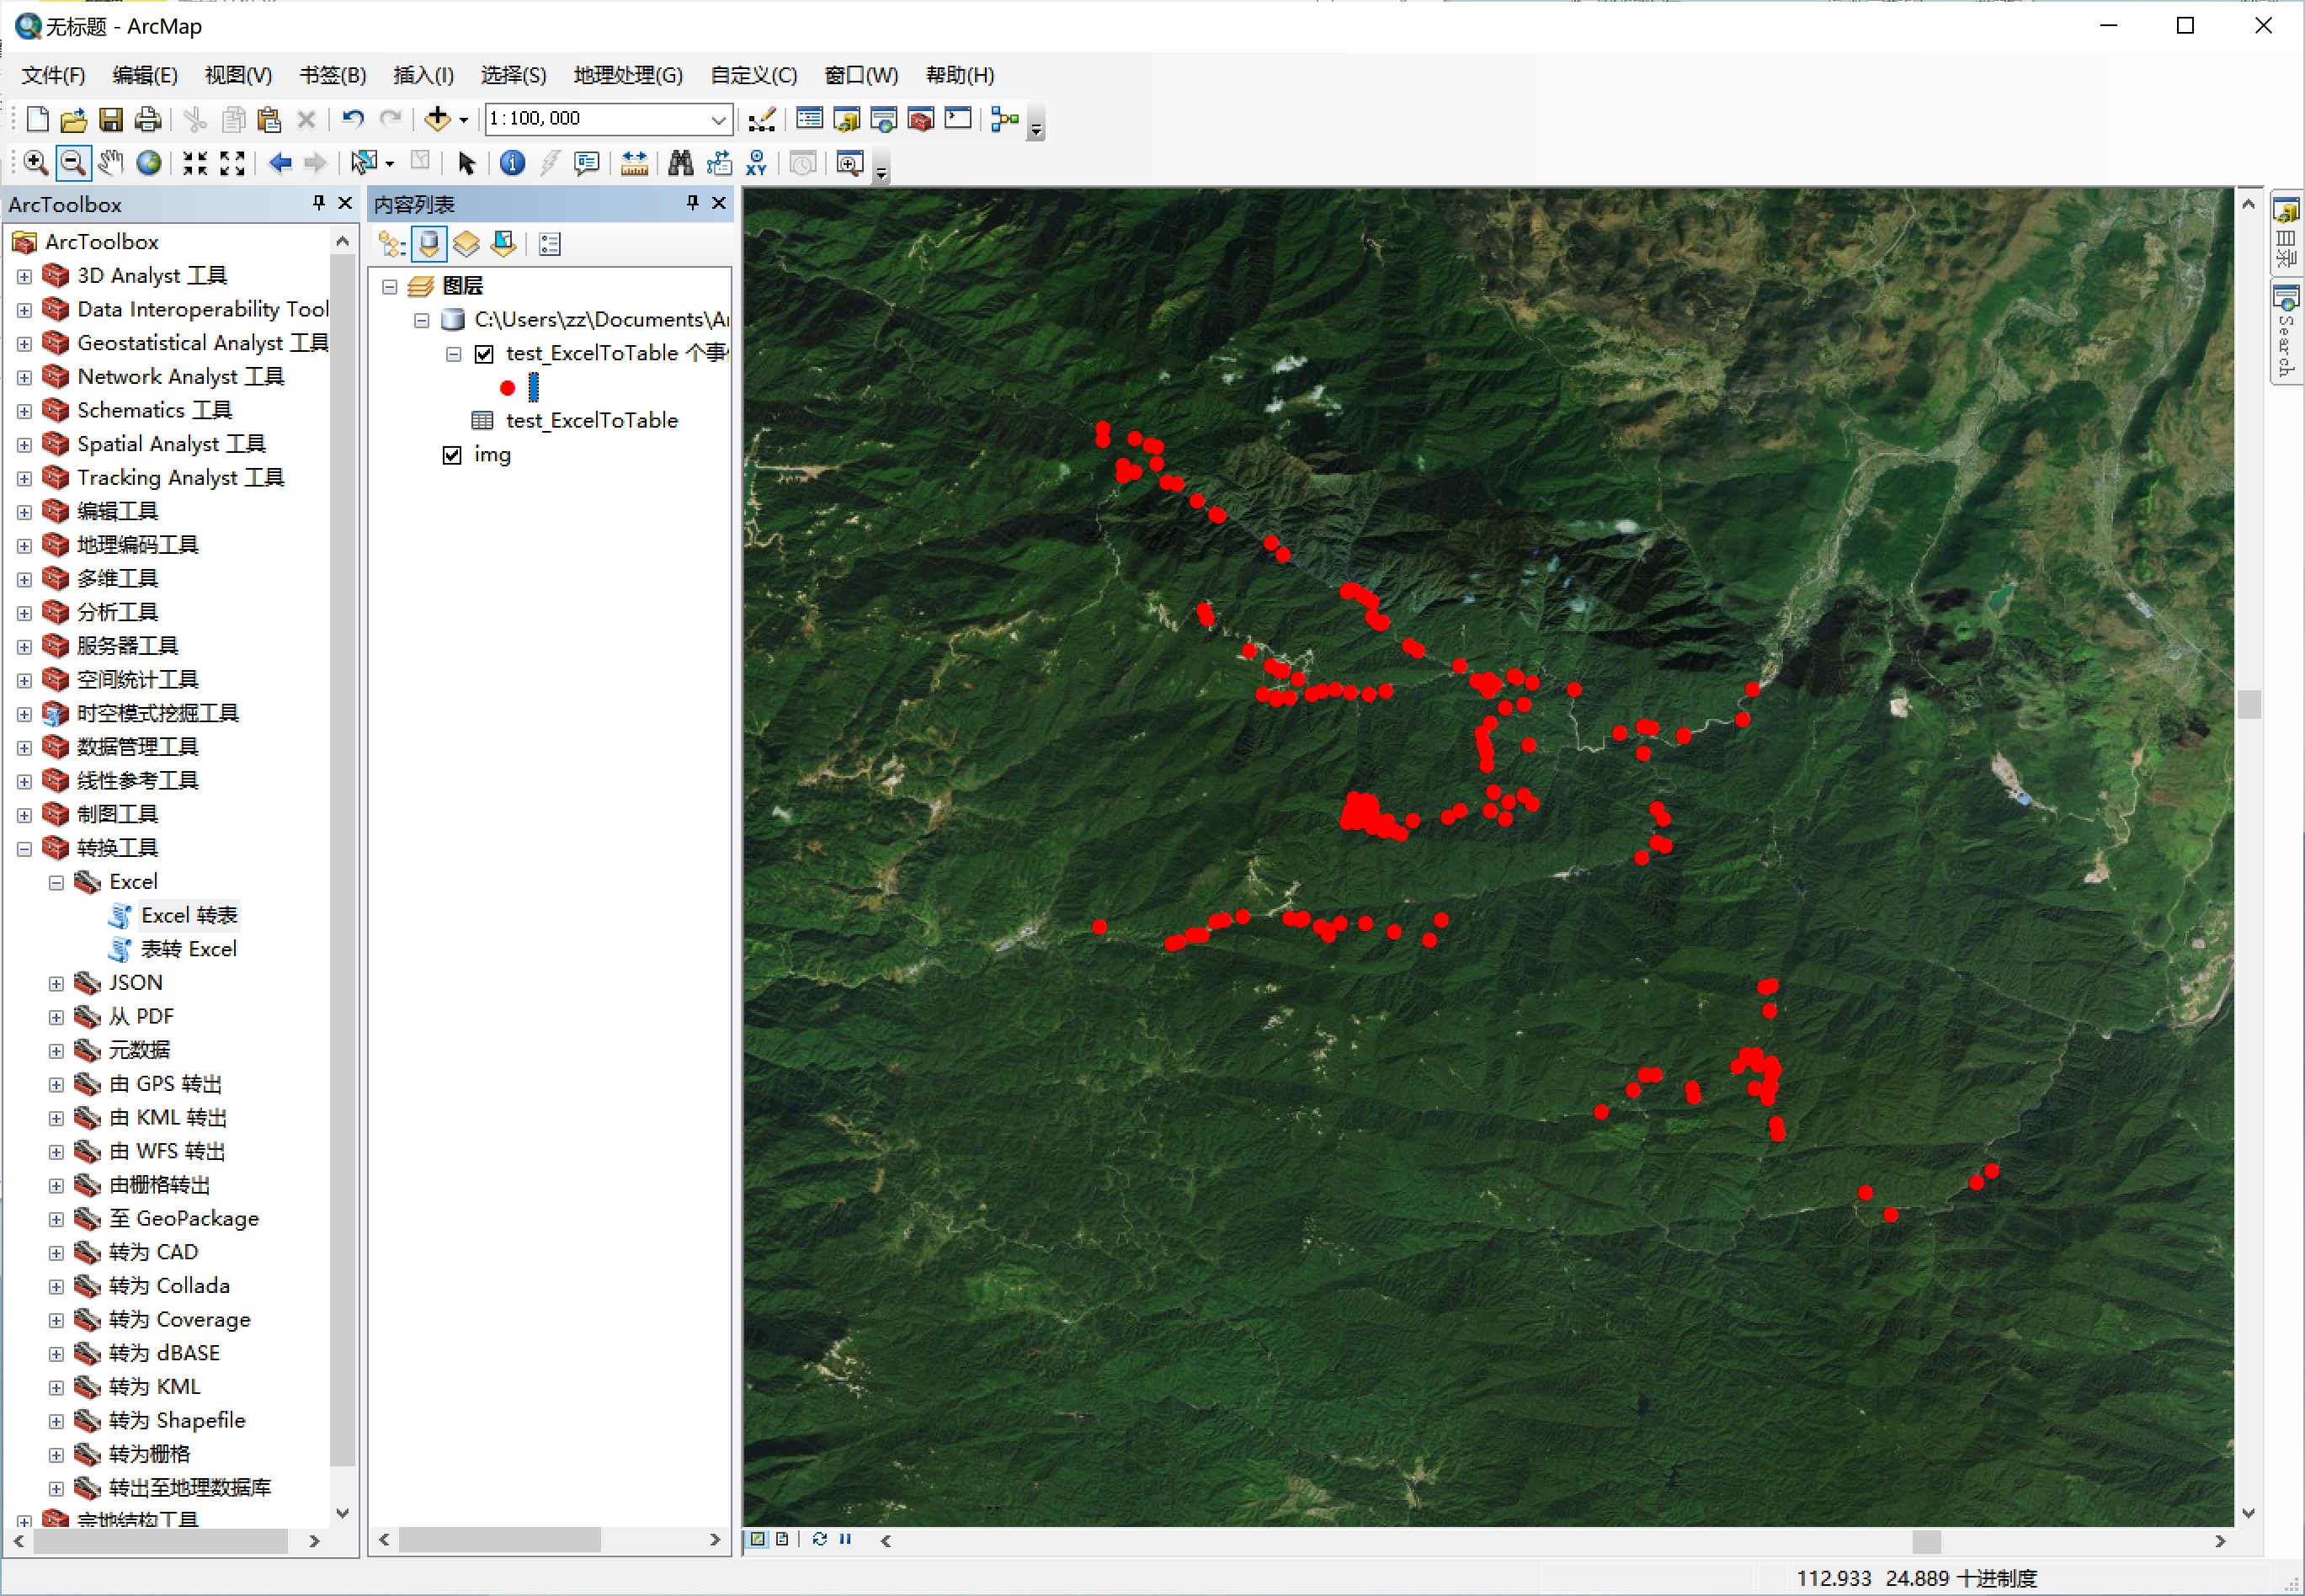 无标题 - ArcMap
文件(F) 编辑(E) 视图(V) 书签(B) 插入(I) 选择(S) 地理处理(G) 自定义(C) 窗口(W) 帮助(H)
1:100,000
XY
ArcToolbox
ArcToolbox
3D Analyst 工具
Data Interoperability Tool
Geostatistical Analyst 工具
Network Analyst 工具
Schematics 工具
Spatial Analyst 工具
Tracking Analyst 工具
编辑工具
地理编码工具
多维工具
分析工具
服务器工具
空间统计工具
时空模式挖掘工具
数据管理工具
线性参考工具
制图工具
转换工具
Excel
Excel 转表
表转 Excel
JSON
从 PDF
元数据
由 GPS 转出
由 KML 转出
由 WFS 转出
由栅格转出
至 GeoPackage
转为 CAD
转为 Collada
转为 Coverage
转为 dBASE
转为 KML
转为 Shapefile
转为栅格
转出至地理数据库
宗地结构工具
内容列表
图层
C:\Users\zz\Documents\A
test_ExcelToTable 个事
test_ExcelToTable
img
目录
Search
112.933 24.889 十进制度